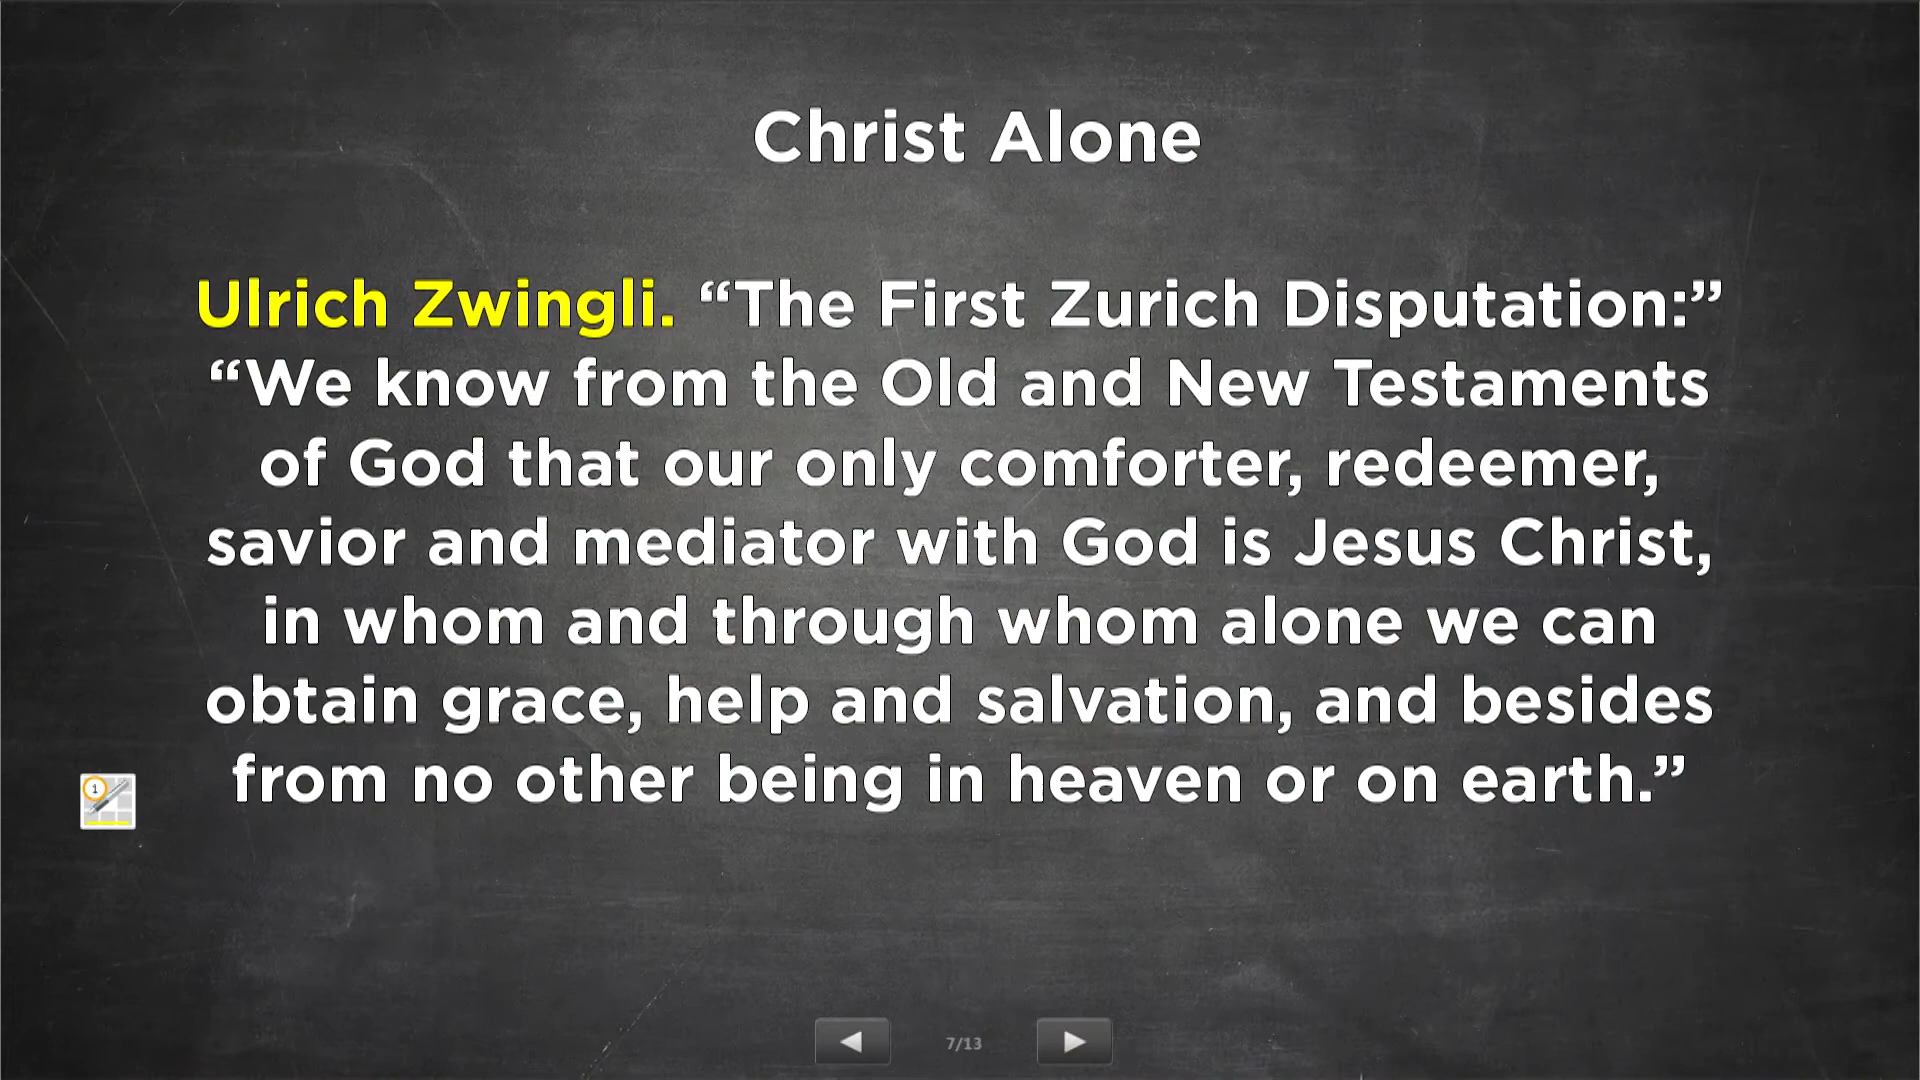 Christ Alone
Ulrich Zwingli. “The First Zurich Disputation:”
“We know from the Old and New Testaments
of God that our only comforter, redeemer,
savior and mediator with God is Jesus Christ,
in whom and through whom alone we can
obtain grace, help and salvation, and besides
from no other being in heaven or on earth.”
1
7/13